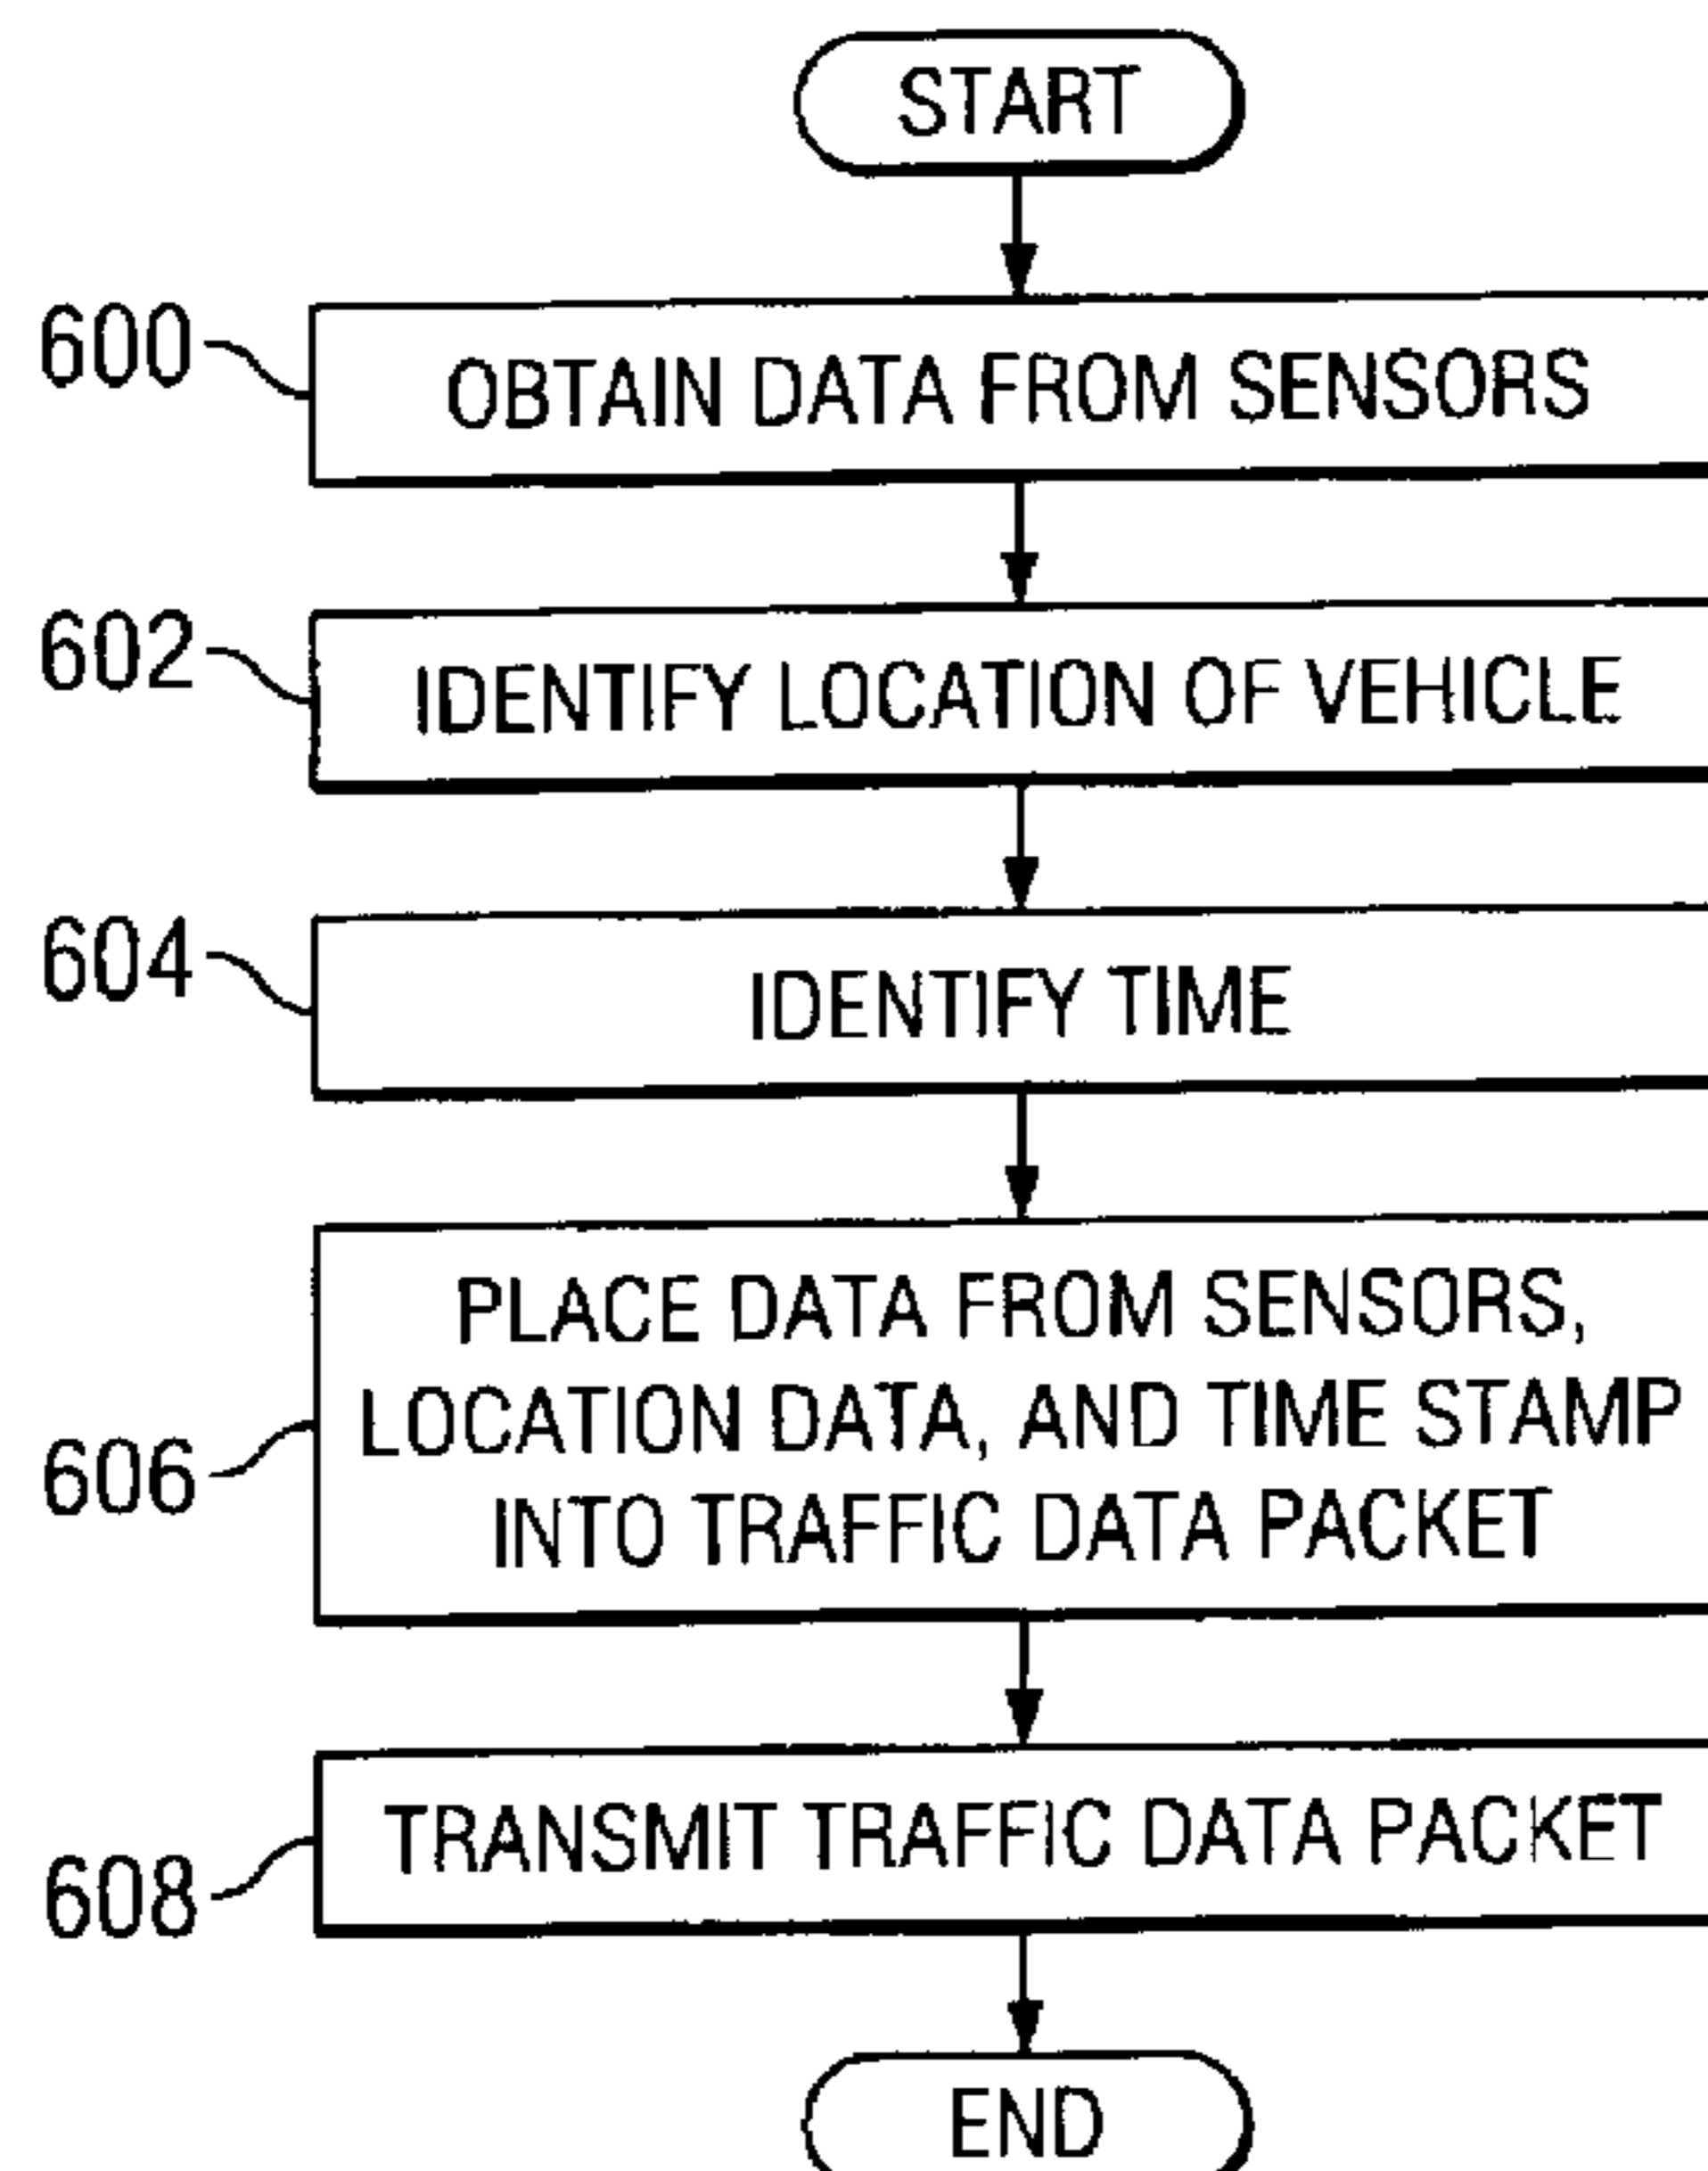 START
600
OBTAIN DATA FROM SENSORS
602
IDENTIFY LOCATION OF VEHICLE
604
IDENTIFY TIME
PLACE DATA FROM SENSORS,
LOCATION DATA, AND TIME STAMP
INTO TRAFFIC DATA PACKET
606
TRANSMIT TRAFFIC DATA PACKET
608
END